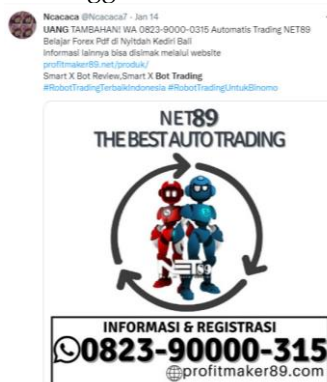 Ncacaca @Ncacaca7 · Jan 14
UANG TAMBAHAN! WA 0823-9000-0315 Automatis Trading NET89
Belajar Forex Pdf di Nyitdah Kediri Bali
Informasi lainnya bisa disimak melalui website
profitmaker89.net/produk/
Smart X Bot Review,Smart X Bot Trading
#RobotTradingTerbaikIndonesia #RobotTradingUntukBinomo
NET89
THE BEST AUTO TRADING
NET89
INFORMASI & REGISTRASI
0823-90000-315
profitmaker89.com